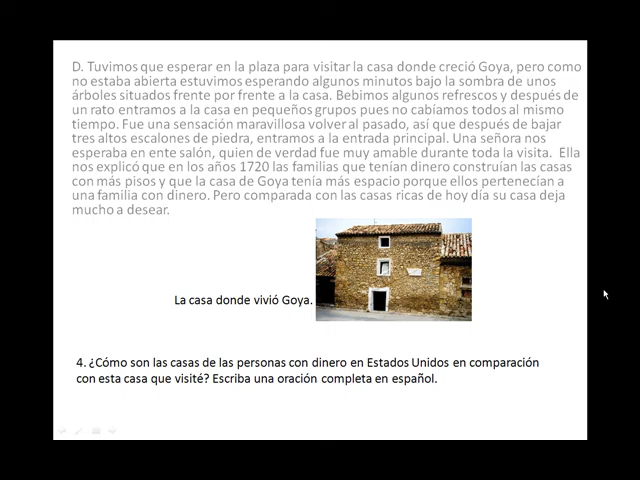 D. Tuvimos que esperar en la plaza para visitar la casa donde creció Goya, pero como
no estaba abierta estuvimos esperando algunos minutos bajo la sombra de unos
árboles situados frente por frente a la casa. Bebimos algunos refrescos y después de
un rato entramos a la casa en pequeños grupos pues no cabíamos todos al mismo
tiempo. Fue una sensación maravillosa volver al pasado, así que después de bajar
tres altos escalones de piedra, entramos a la entrada principal. Una señora nos
esperaba en ente salón, quien de verdad fue muy amable durante toda la visita. Ella
nos explicó que en los años 1720 las familias que tenían dinero construían las casas
con más pisos y que la casa de Goya tenía más espacio porque ellos pertenecían a
una familia con dinero. Pero comparada con las casas ricas de hoy día su casa deja
mucho a desear.
La casa donde vivió Goya.
4. ¿Cómo son las casas de las personas con dinero en Estados Unidos en comparación
con esta casa que visité? Escriba una oración completa en español.